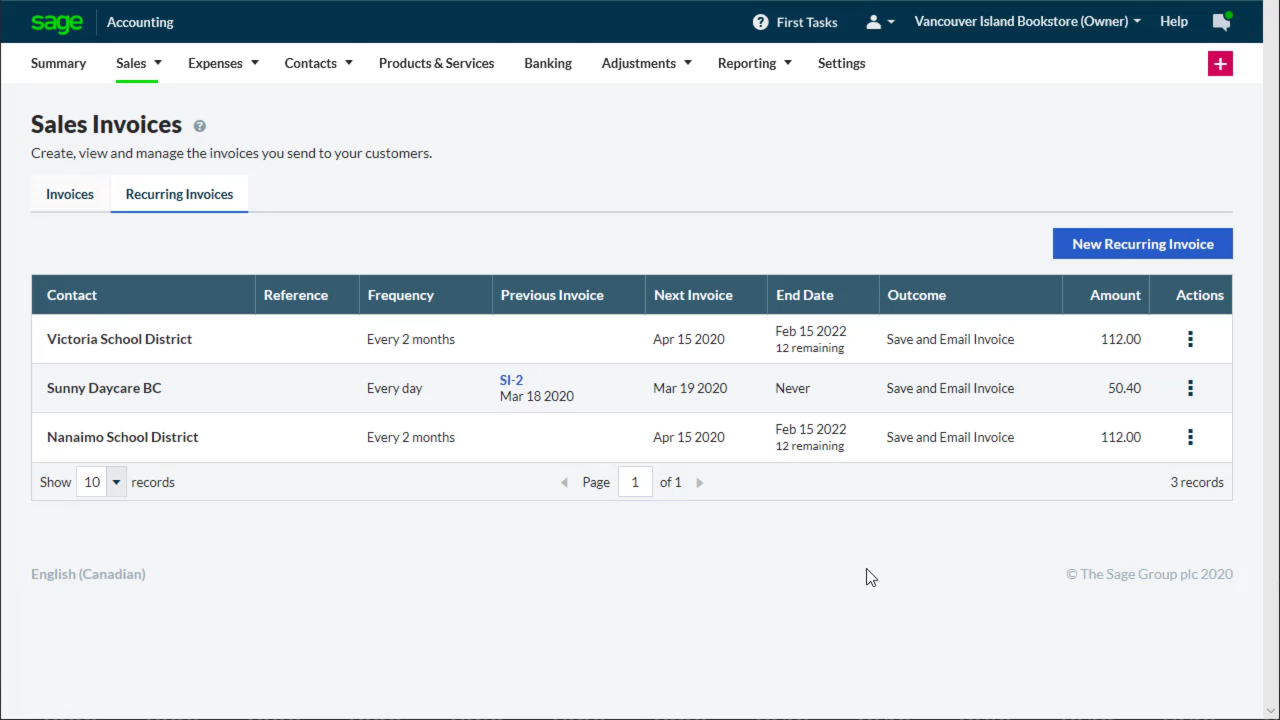 sage Accounting First Tasks Vancouver Island Bookstore (Owner) Help
Summary Sales Expenses Contacts Products & Services Banking Adjustments Reporting Settings
Sales Invoices
Create, view and manage the invoices you send to your customers.
Invoices Recurring Invoices
New Recurring Invoice
Contact Reference Frequency Previous Invoice Next Invoice End Date Outcome Amount Actions
Victoria School District Every 2 months Apr 15 2020 Feb 15 2022 Save and Email Invoice 112.00
12 remaining
Sunny Daycare BC Every day SI-2 Mar 19 2020 Never Save and Email Invoice 50.40
Mar 18 2020
Nanaimo School District Every 2 months Apr 15 2020 Feb 15 2022 Save and Email Invoice 112.00
12 remaining
Show 10 records Page 1 of 1 3 records
English (Canadian) © The Sage Group plc 2020